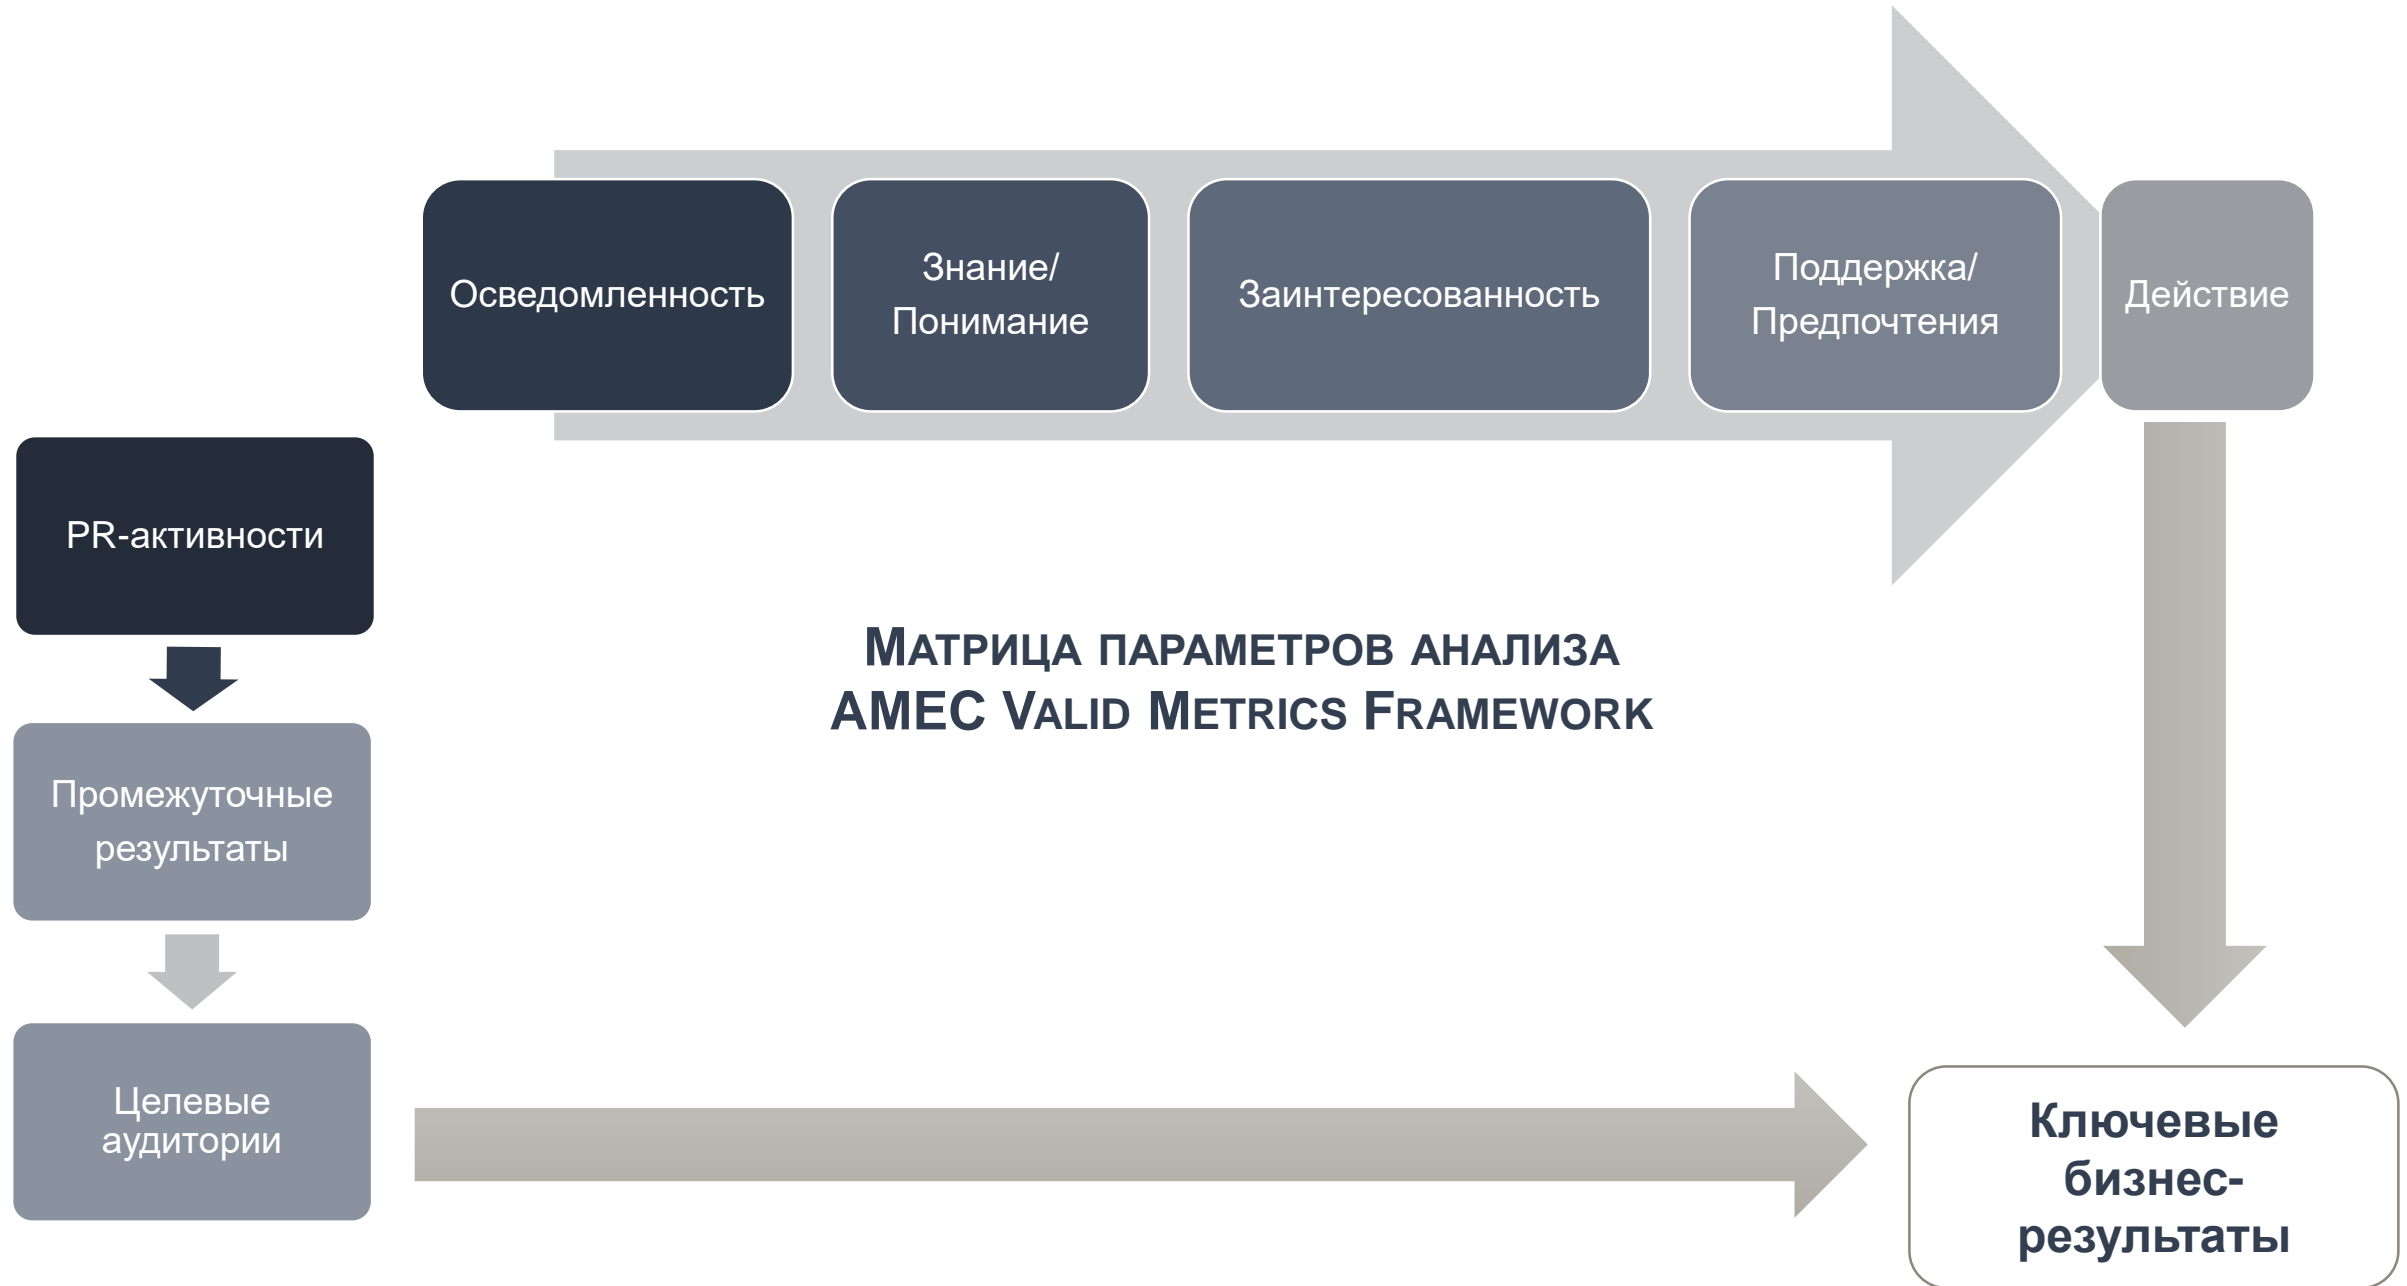 Осведомленность
Знание/
Понимание
Заинтересованность
Поддержка/
Предпочтения
Действие
PR-активности
Промежуточные
результаты
Целевые
аудитории
Матрица параметров анализа
AMEC Valid Metrics Framework
Ключевые
бизнес-
результаты